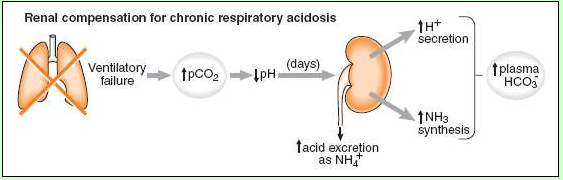 Renal compensation for chronic respiratory acidosis
Ventilatory
failure
↑pCO₂
↓pH
(days)
↑H⁺
secretion
↑NH₃
synthesis
↑plasma
HCO₃⁻
↑acid excretion
as NH₄⁺